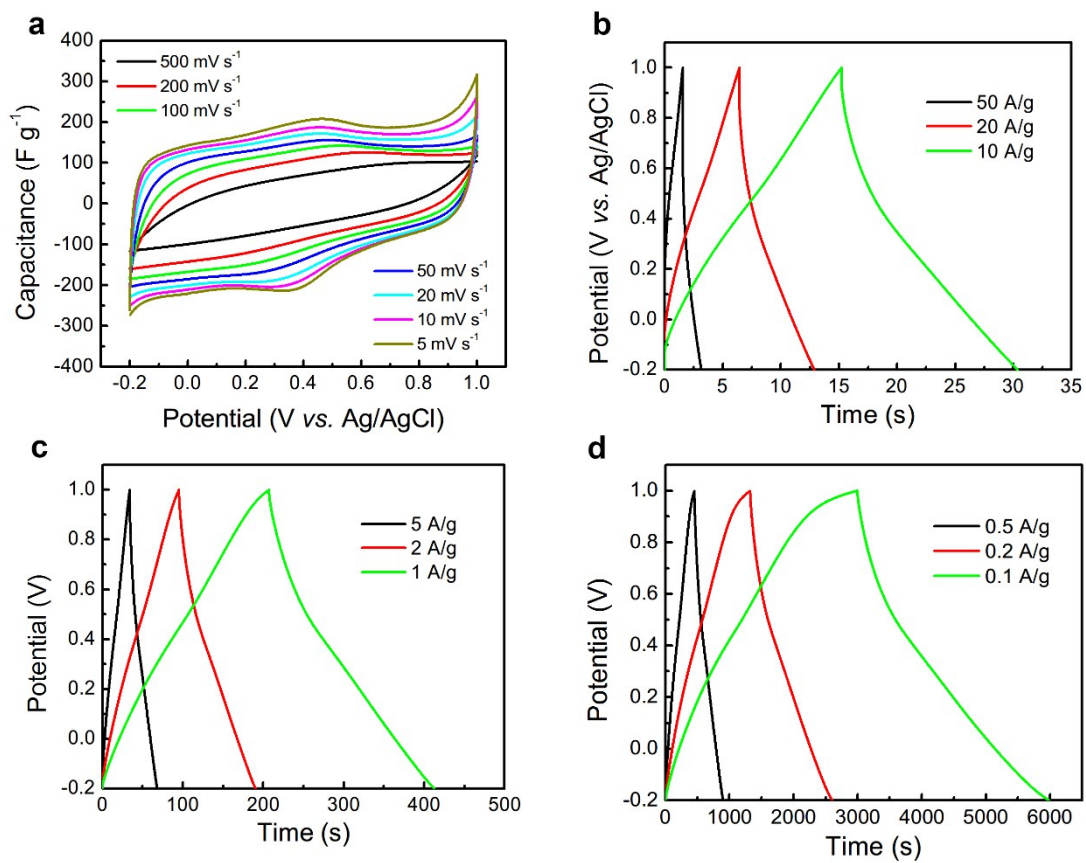 a
400
300
200
100
0
-100
-200
-300
-400
Capacitance (F g⁻¹)
500 mV s⁻¹
200 mV s⁻¹
100 mV s⁻¹
50 mV s⁻¹
20 mV s⁻¹
10 mV s⁻¹
5 mV s⁻¹
-0.2 0.0 0.2 0.4 0.6 0.8 1.0
Potential (V vs. Ag/AgCl)
b
1.0
0.8
0.6
0.4
0.2
0.0
-0.2
Potential (V vs. Ag/AgCl)
50 A/g
20 A/g
10 A/g
0 5 10 15 20 25 30 35
Time (s)
c
1.0
0.8
0.6
0.4
0.2
0.0
-0.2
Potential (V)
5 A/g
2 A/g
1 A/g
0 100 200 300 400 500
Time (s)
d
1.0
0.8
0.6
0.4
0.2
0.0
-0.2
Potential (V)
0.5 A/g
0.2 A/g
0.1 A/g
0 1000 2000 3000 4000 5000 6000
Time (s)